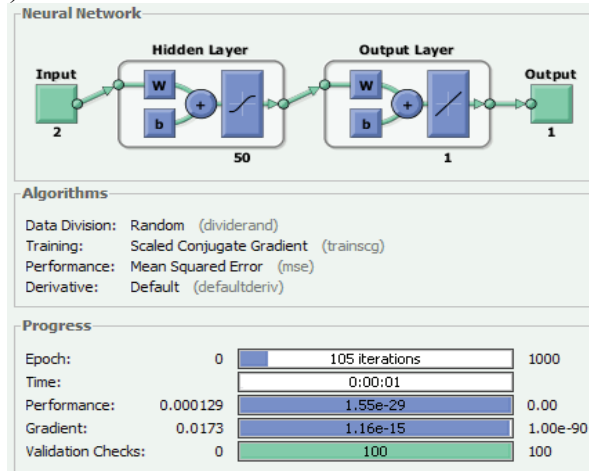 Neural Network
Hidden Layer
Output Layer
Input
Output
W
W
+
+
b
b
2
50
1
1
Algorithms
Data Division: Random (dividerand)
Training: Scaled Conjugate Gradient (trainscg)
Performance: Mean Squared Error (mse)
Derivative: Default (defaultderiv)
Progress
Epoch: 0 105 iterations 1000
Time: 0:00:01
Performance: 0.000129 1.55e-29 0.00
Gradient: 0.0173 1.16e-15 1.00e-90
Validation Checks: 0 100 100